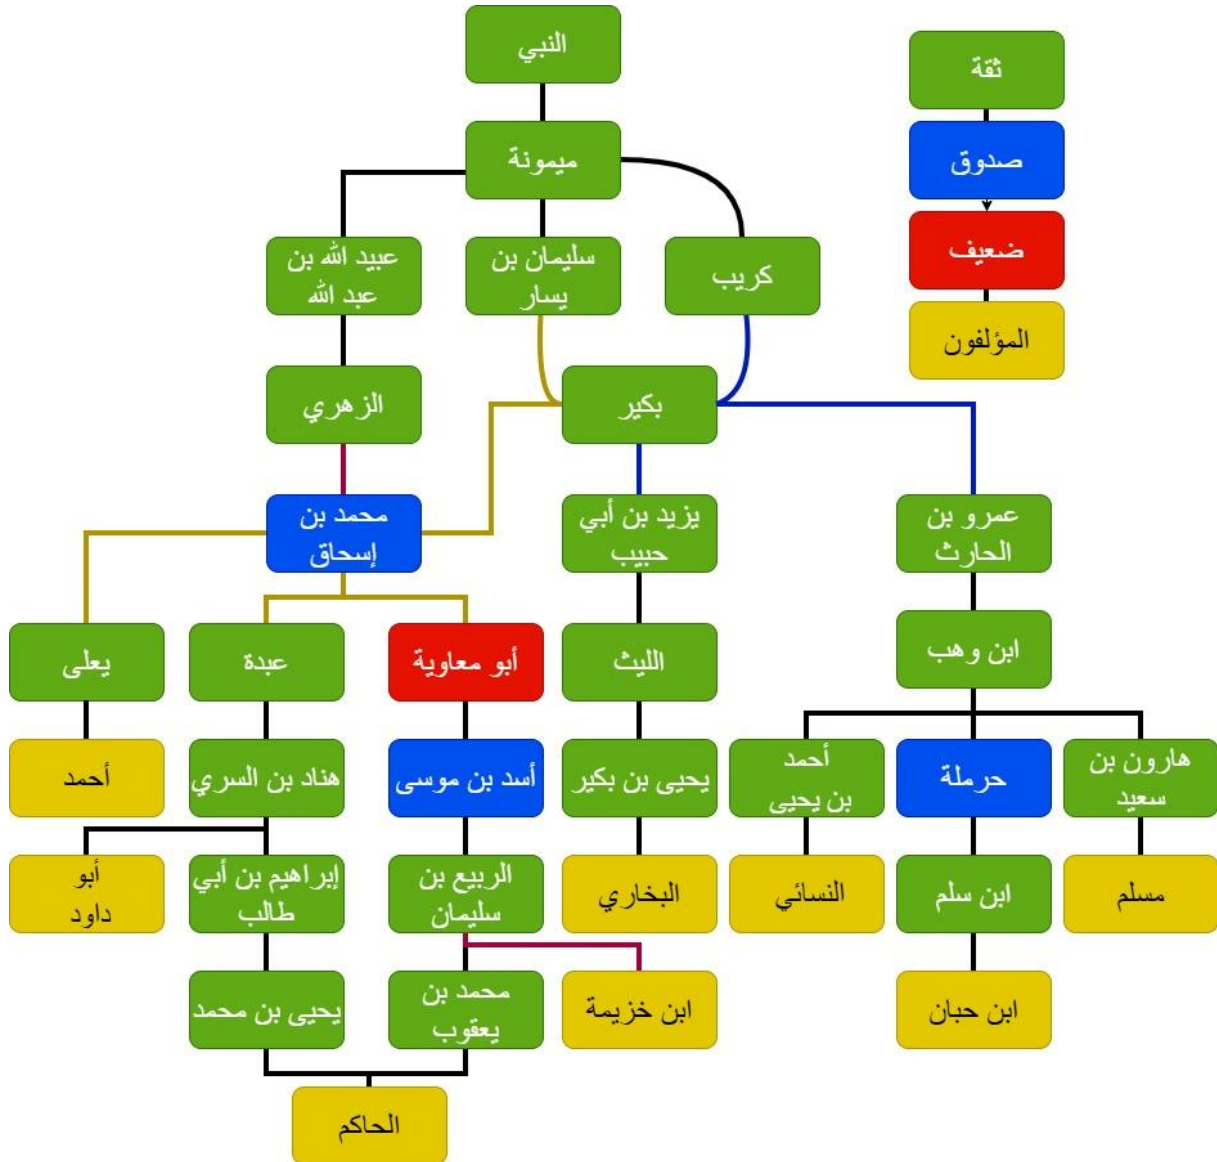 النبي
ثقة
ميمونة
صدوق
عبيد الله بن
عبد الله
سليمان بن
يسار
كريب
ضعيف
المؤلفون
الزهري
بكير
محمد بن
إسحاق
يزيد بن أبي
حبيب
عمرو بن
الحارث
يعلى
عبدة
أبو معاوية
الليث
ابن وهب
أحمد
هناد بن السري
أسد بن موسى
يحيى بن بكير
أحمد
بن يحيى
حرملة
هارون بن
سعيد
أبو
داود
إبراهيم بن أبي
طالب
الربيع بن
سليمان
البخاري
النسائي
ابن سلم
مسلم
يحيى بن محمد
محمد بن
يعقوب
ابن خزيمة
ابن حبان
الحاكم